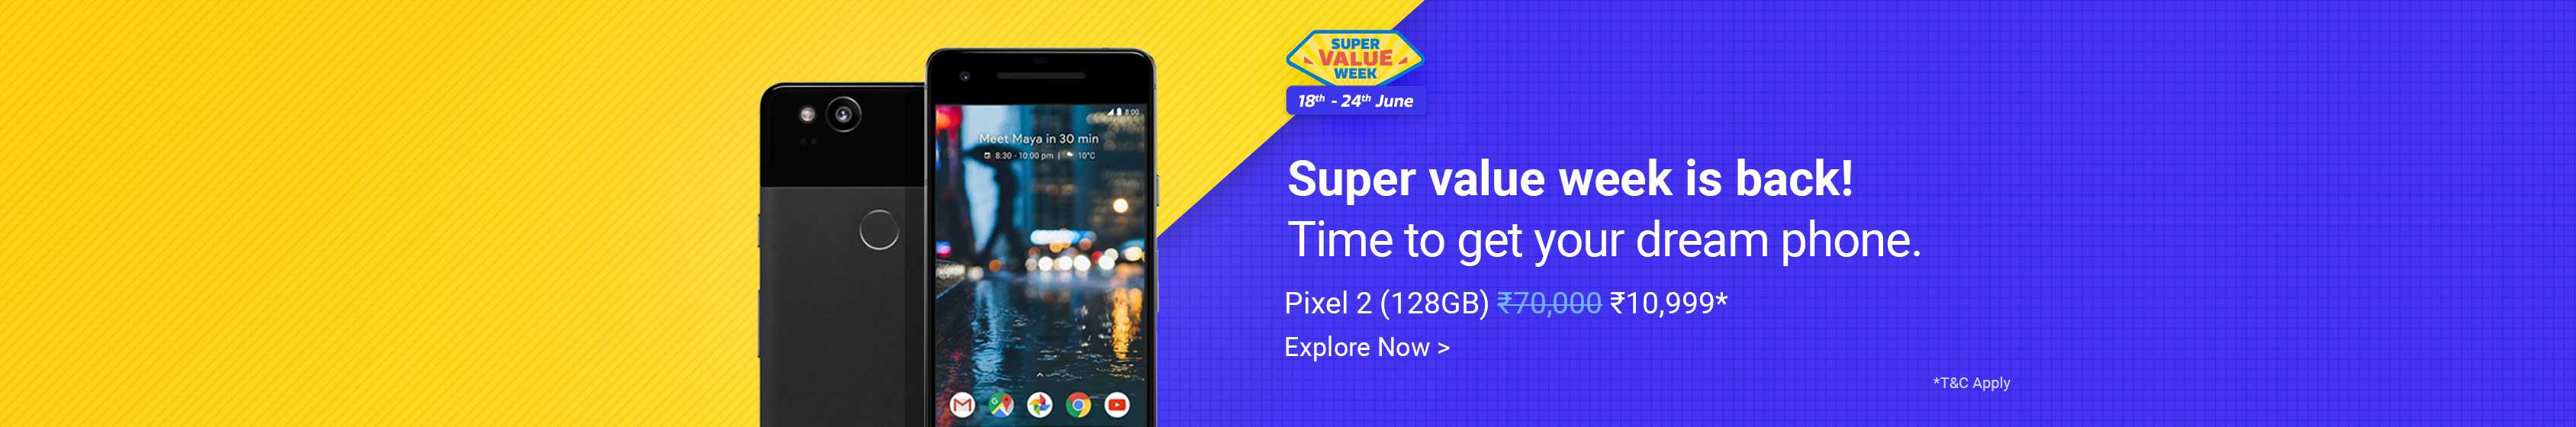 8:00
Meet Maya in 30 min
8:30 - 10:00 pm | 10°C
SUPER
VALUE
WEEK
18th - 24th June
Super value week is back!
Time to get your dream phone.
Pixel 2 (128GB) ₹70,000 ₹10,999*
Explore Now >
*T&C Apply